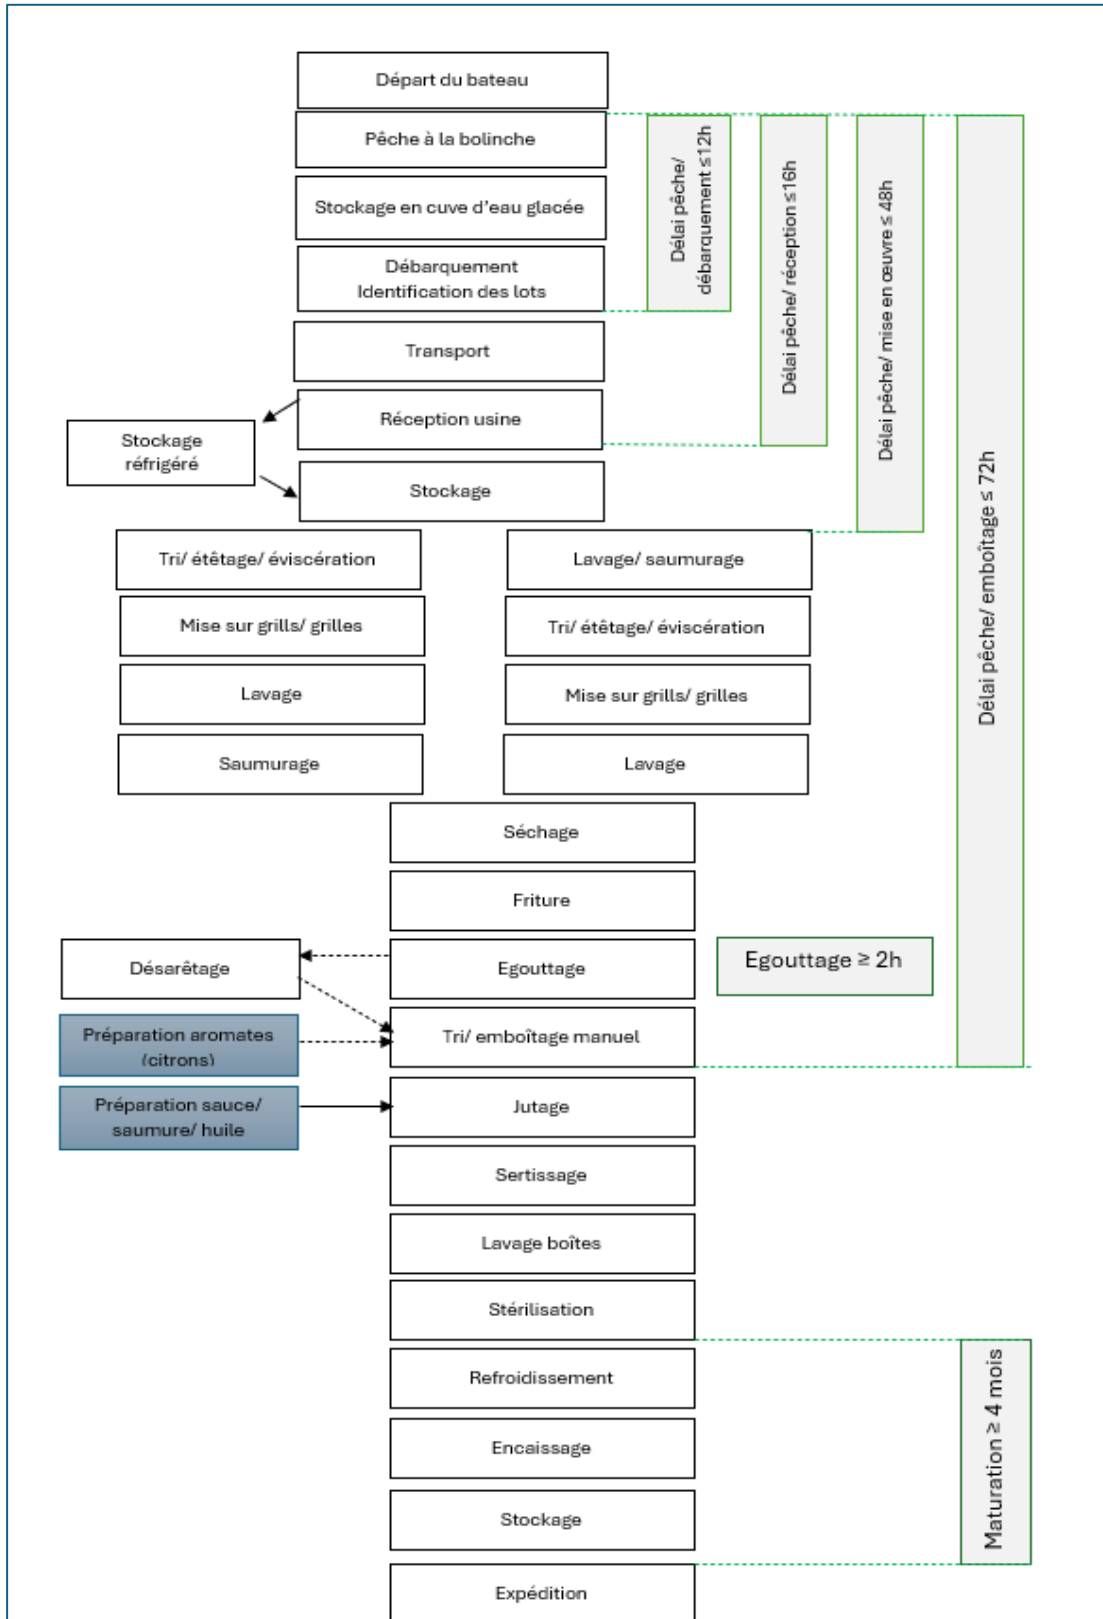 Départ du bateau
Pêche à la bolinche
Stockage en cuve d'eau glacée
Débarquement
Identification des lots
Délai pêche/
débarquement ≤12h
Délai pêche/ réception ≤16h
Délai pêche/ mise en œuvre ≤ 48h
Délai pêche/ emboîtage ≤ 72h
Transport
Réception usine
Stockage
réfrigéré
Stockage
Tri/ étêtage/ éviscération
Mise sur grills/ grilles
Lavage
Saumurage
Lavage/ saumurage
Tri/ étêtage/ éviscération
Mise sur grills/ grilles
Lavage
Séchage
Friture
Désarêtage
Egouttage
Egouttage ≥ 2h
Préparation aromates
(citrons)
Tri/ emboîtage manuel
Préparation sauce/
saumure/ huile
Jutage
Sertissage
Lavage boîtes
Stérilisation
Refroidissement
Encaissage
Stockage
Maturation ≥ 4 mois
Expédition